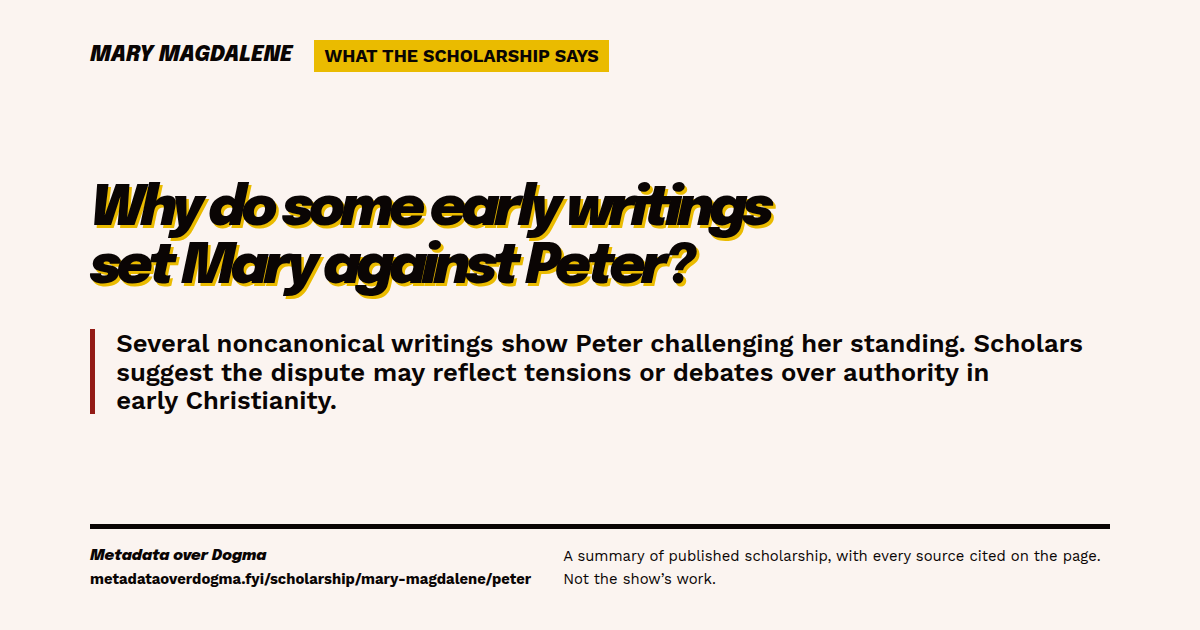 MARY MAGDALENE
WHAT THE SCHOLARSHIP SAYS
Why do some early writings
set Mary against Peter?
Several noncanonical writings show Peter challenging her standing. Scholars
suggest the dispute may reflect tensions or debates over authority in
early Christianity.
Metadata over Dogma
metadataoverdogma.fyi/scholarship/mary-magdalene/peter
A summary of published scholarship, with every source cited on the page.
Not the show’s work.